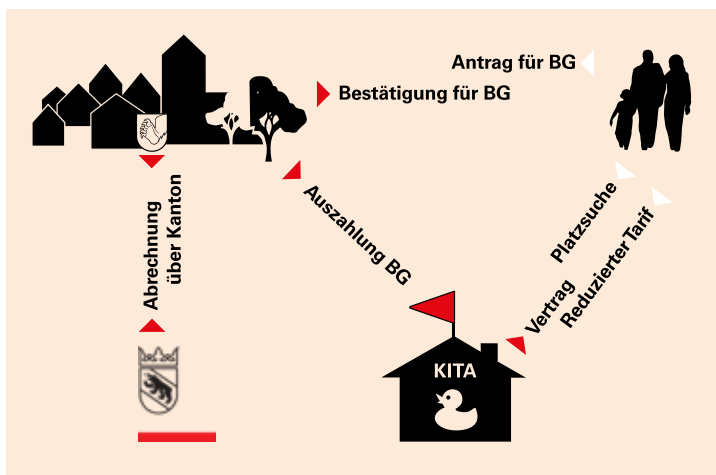 Antrag für BG
Bestätigung für BG
Abrechnung
über Kanton
Auszahlung BG
Platzsuche
Vertrag
Reduzierter Tarif
KITA